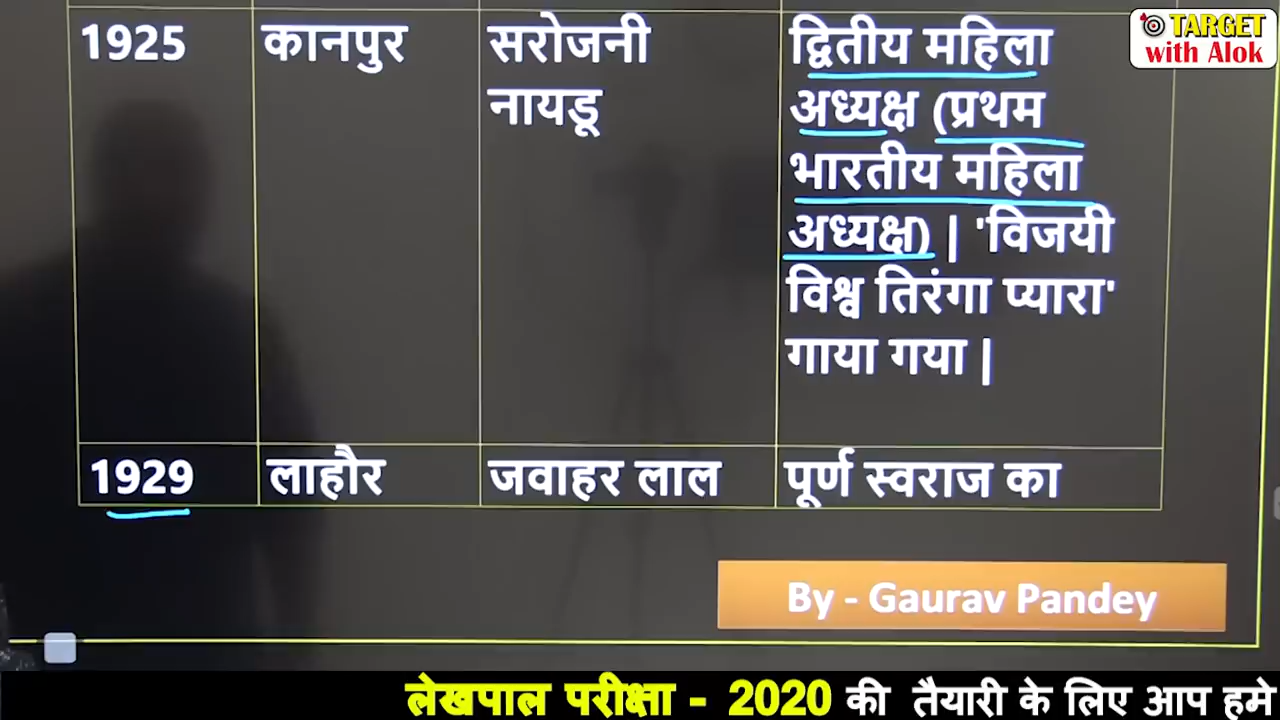 TARGET
with Alok
1925 कानपुर सरोजनी द्वितीय महिला
नायडू अध्यक्ष (प्रथम
भारतीय महिला
अध्यक्ष) | 'विजयी
विश्व तिरंगा प्यारा'
गाया गया |
1929 लाहौर जवाहर लाल पूर्ण स्वराज का
By - Gaurav Pandey
लेखपाल परीक्षा - 2020 की तैयारी के लिए आप हमे